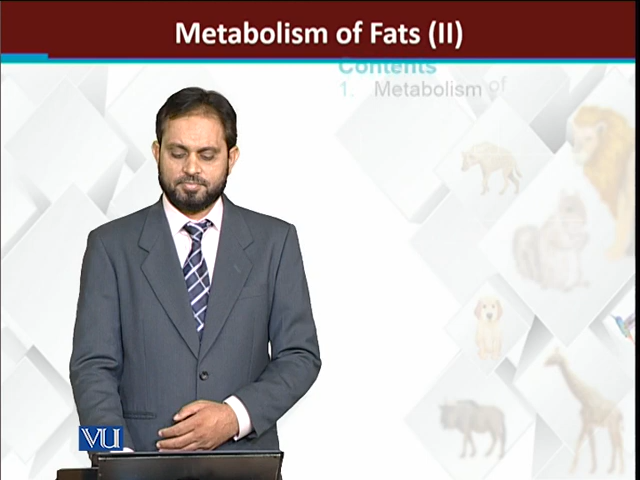 Metabolism of Fats (II)
Contents
1. Metabolism of
VU